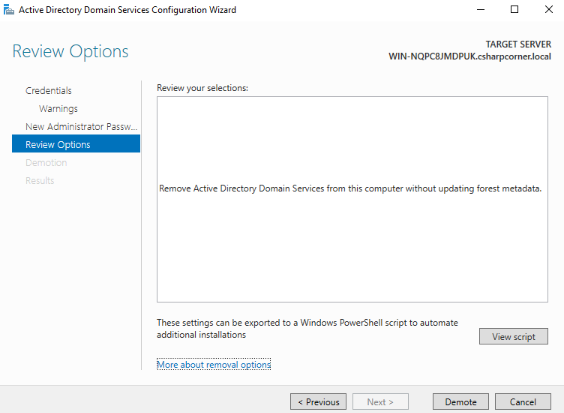 Active Directory Domain Services Configuration Wizard
Review Options
TARGET SERVER
WIN-NQPC8JMDPUK.csharpcorner.local
Credentials
Warnings
New Administrator Passw...
Review Options
Demotion
Results
Review your selections:
Remove Active Directory Domain Services from this computer without updating forest metadata.
These settings can be exported to a Windows PowerShell script to automate
additional installations
View script
More about removal options
< Previous
Next >
Demote
Cancel